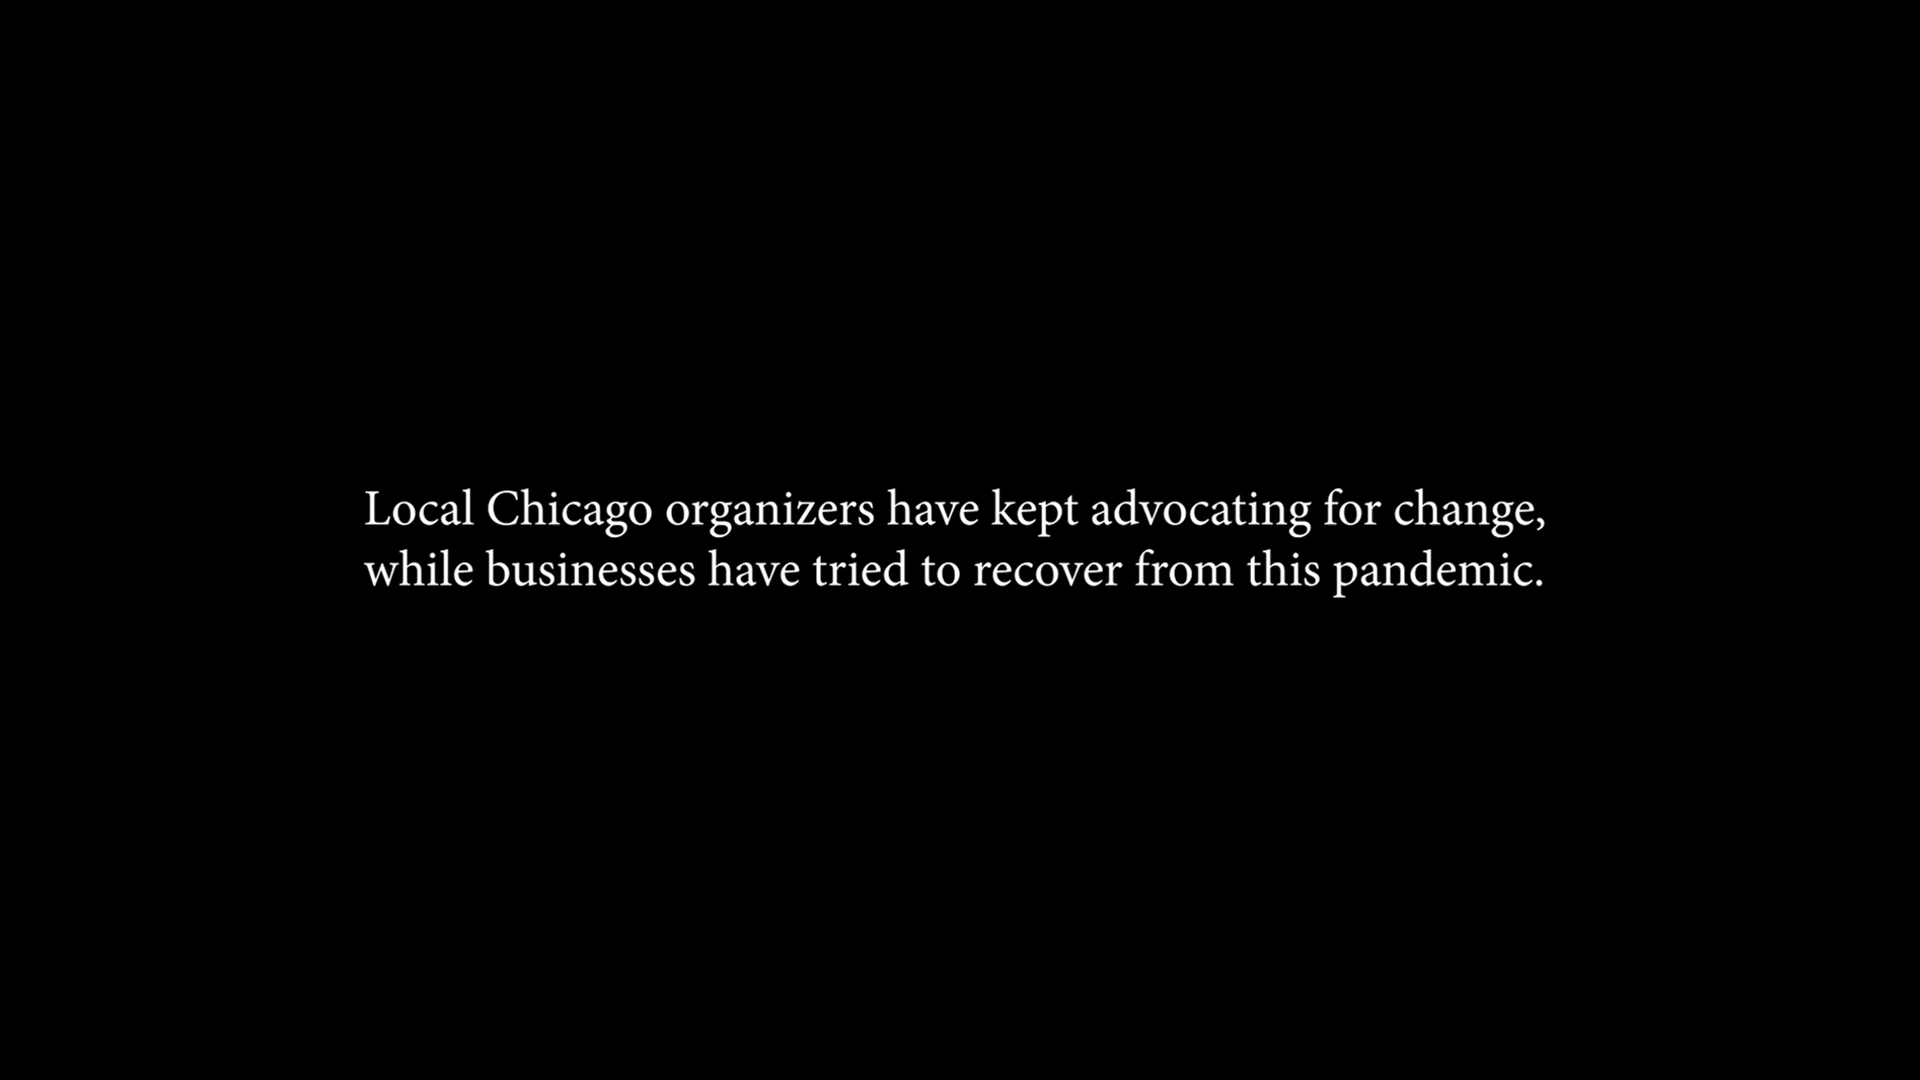 Local Chicago organizers have kept advocating for change,
while businesses have tried to recover from this pandemic.